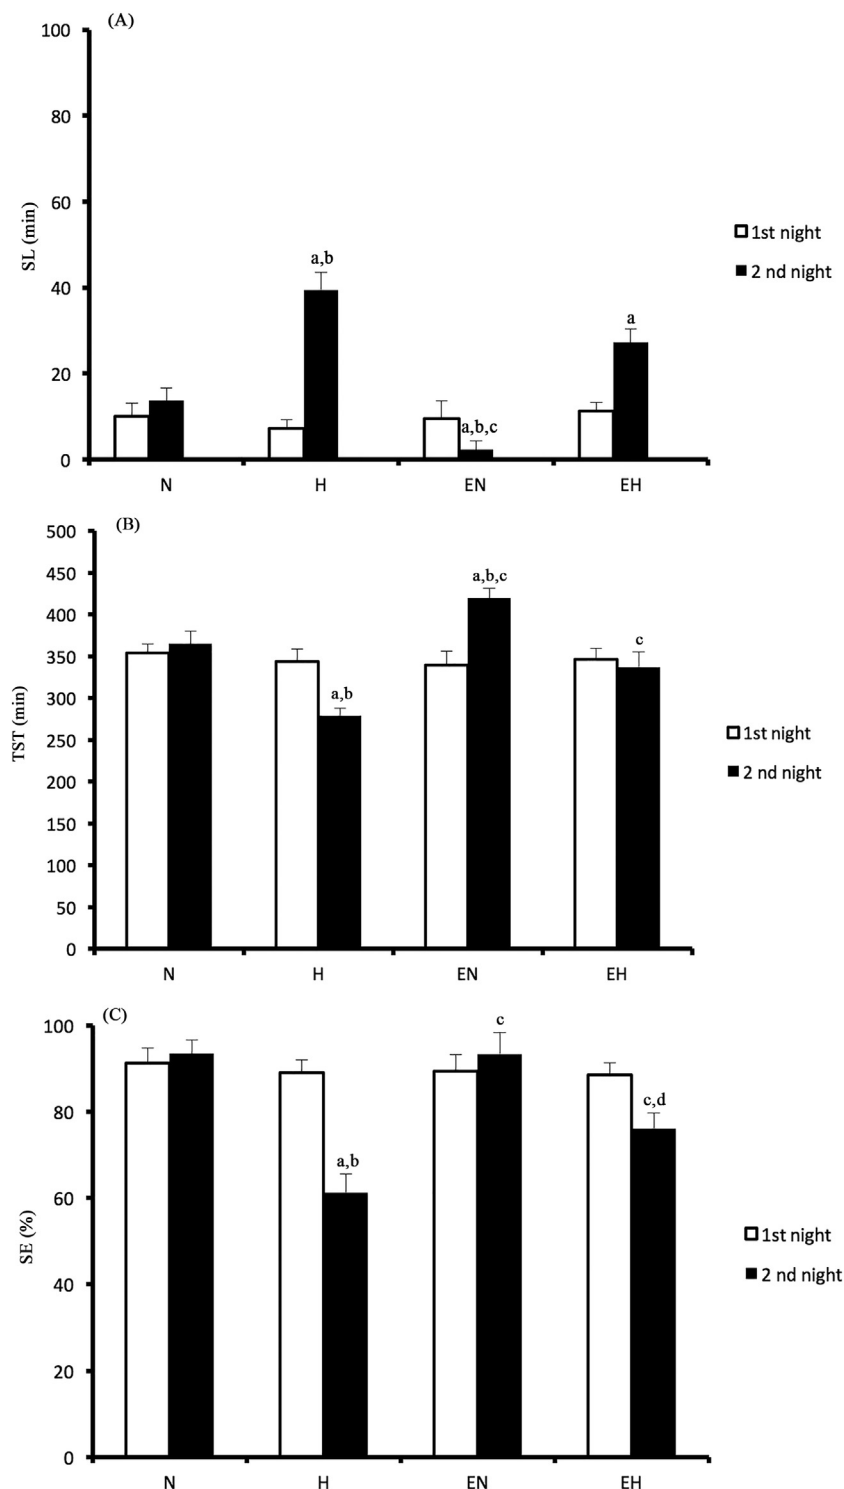 (A)
100
80
60
40
20
0
SL (min)
a,b
a,b,c
a
N H EN EH
1st night
2 nd night
(B)
500
450
400
350
300
250
200
150
100
50
0
TST (min)
a,b
a,b,c
c
N H EN EH
1st night
2 nd night
(C)
100
80
60
40
20
0
SE (%)
a,b
c
c,d
N H EN EH
1st night
2 nd night